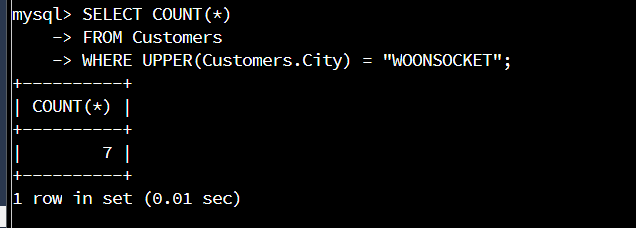 mysql> SELECT COUNT(*)
    -> FROM Customers
    -> WHERE UPPER(Customers.City) = "WOONSOCKET";
+----------+
| COUNT(*) |
+----------+
|        7 |
+----------+
1 row in set (0.01 sec)